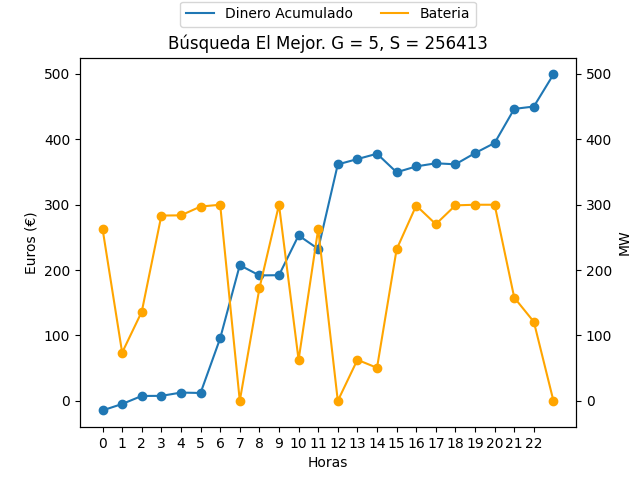 Dinero Acumulado Bateria
Búsqueda El Mejor. G = 5, S = 256413
500 500
400 400
300 300
200 200
100 100
0 0
Euros (€)
MW
0 1 2 3 4 5 6 7 8 9 10 11 12 13 14 15 16 17 18 19 20 21 22
Horas